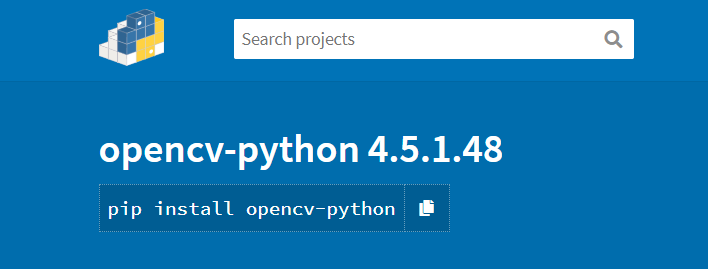 Search projects
opencv-python 4.5.1.48
pip install opencv-python